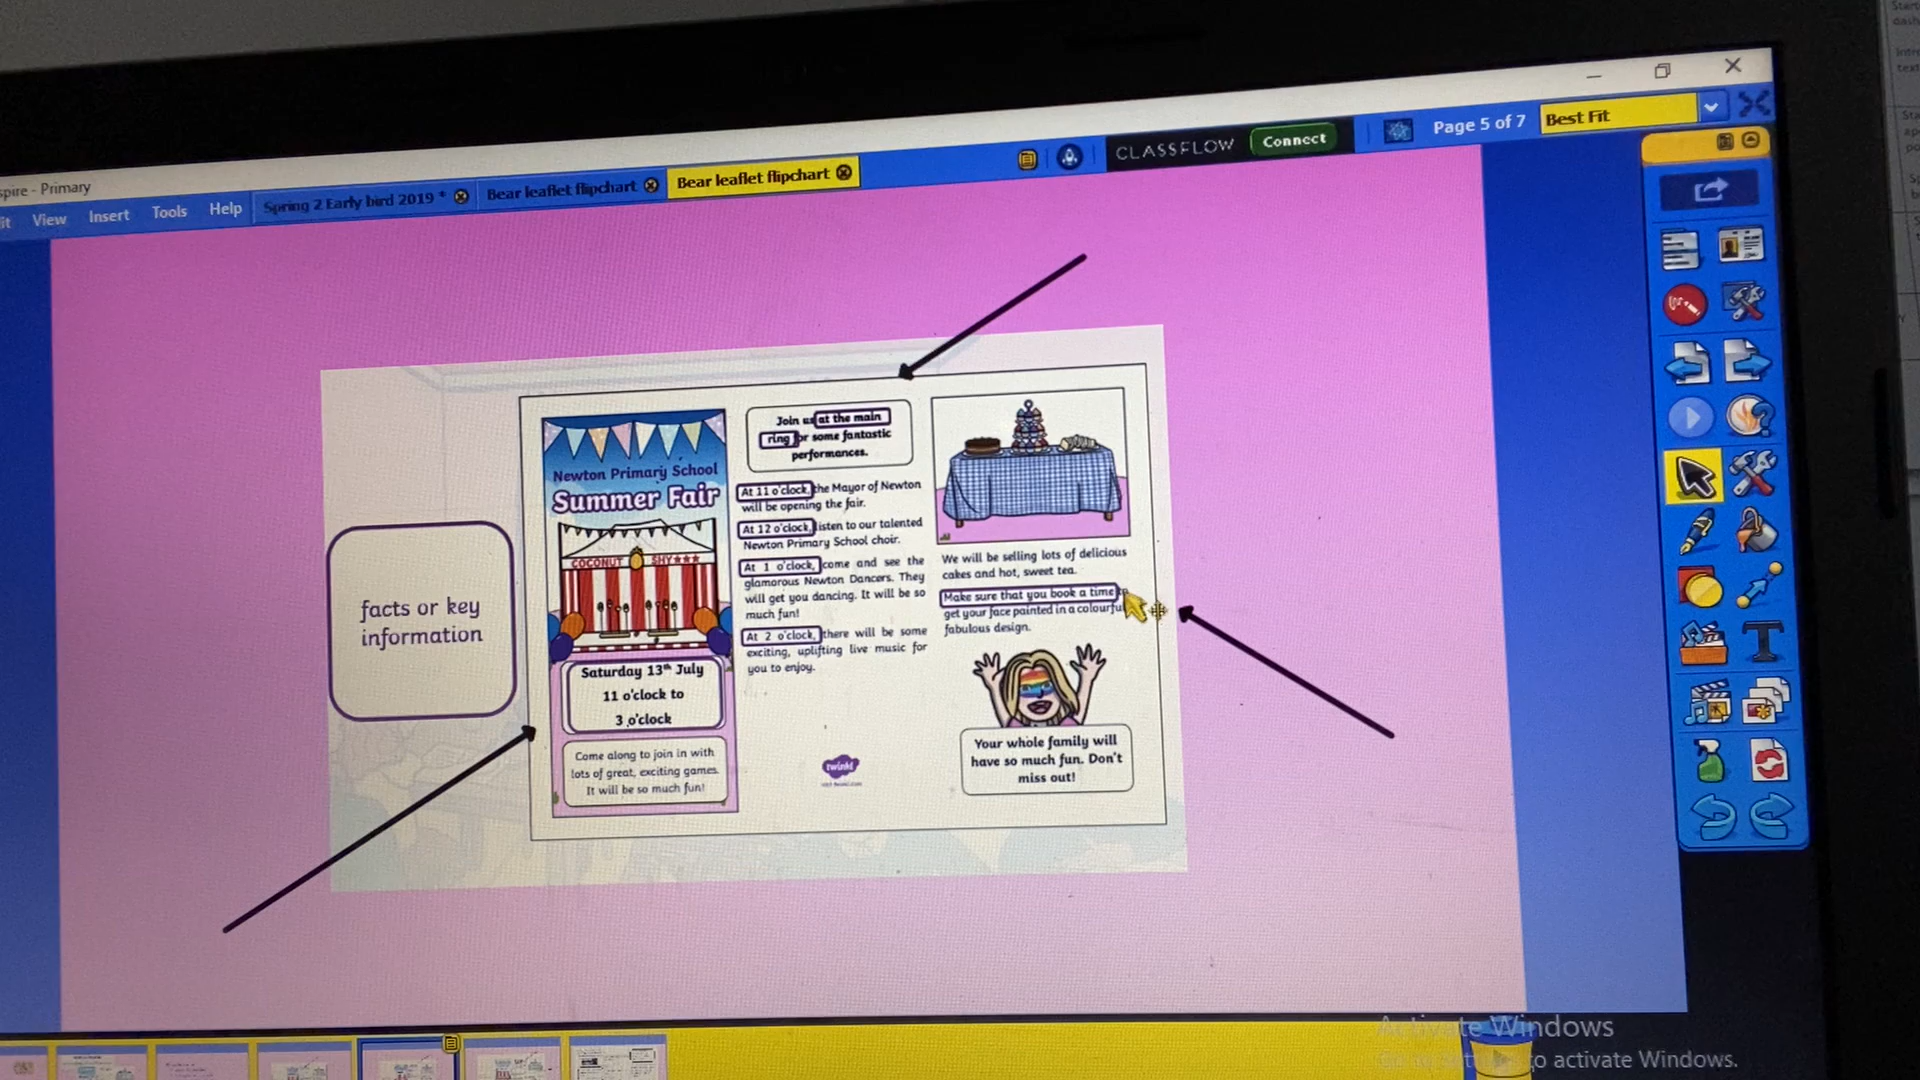 spire - Primary
View Insert Tools Help
Spring 2 Early bird 2019 *
Bear leaflet flipchart
Bear leaflet flipchart
CLASSFLOW
Connect
Page 5 of 7
Best Fit
facts or key
information
Newton Primary School
Summer Fair
COCONUT SHY
Saturday 13th July
11 o'clock to
3 o'clock
Come along to join in with
lots of great, exciting games.
It will be so much fun!
Join us at the main
ring for some fantastic
performances.
At 11 o'clock, the Mayor of Newton
will be opening the fair.
At 12 o'clock, listen to our talented
Newton Primary School choir.
At 1 o'clock, come and see the
glamorous Newton Dancers. They
will get you dancing. It will be so
much fun!
At 2 o'clock, there will be some
exciting, uplifting live music for
you to enjoy.
twinkl
We will be selling lots of delicious
cakes and hot, sweet tea.
Make sure that you book a time to
get your face painted in a colourful
fabulous design.
Your whole family will
have so much fun. Don't
miss out!
Activate Windows
to activate Windows.